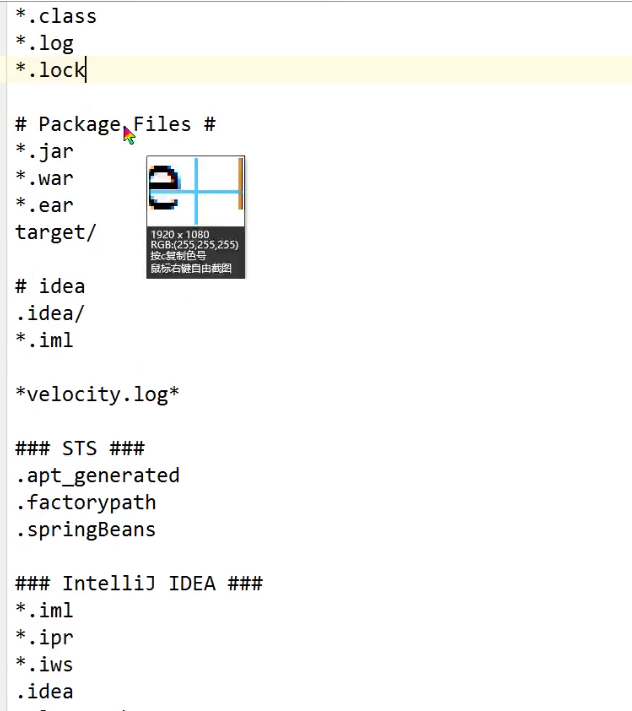 *.class
*.log
*.lock
# Package Files #
*.jar
*.war
*.ear
target/
1920 x 1080
RGB:(255,255,255)
按c复制色号
鼠标右键自由截图
# idea
.idea/
*.iml
*velocity.log*
### STS ###
.apt_generated
.factorypath
.springBeans
### IntelliJ IDEA ###
*.iml
*.ipr
*.iws
.idea